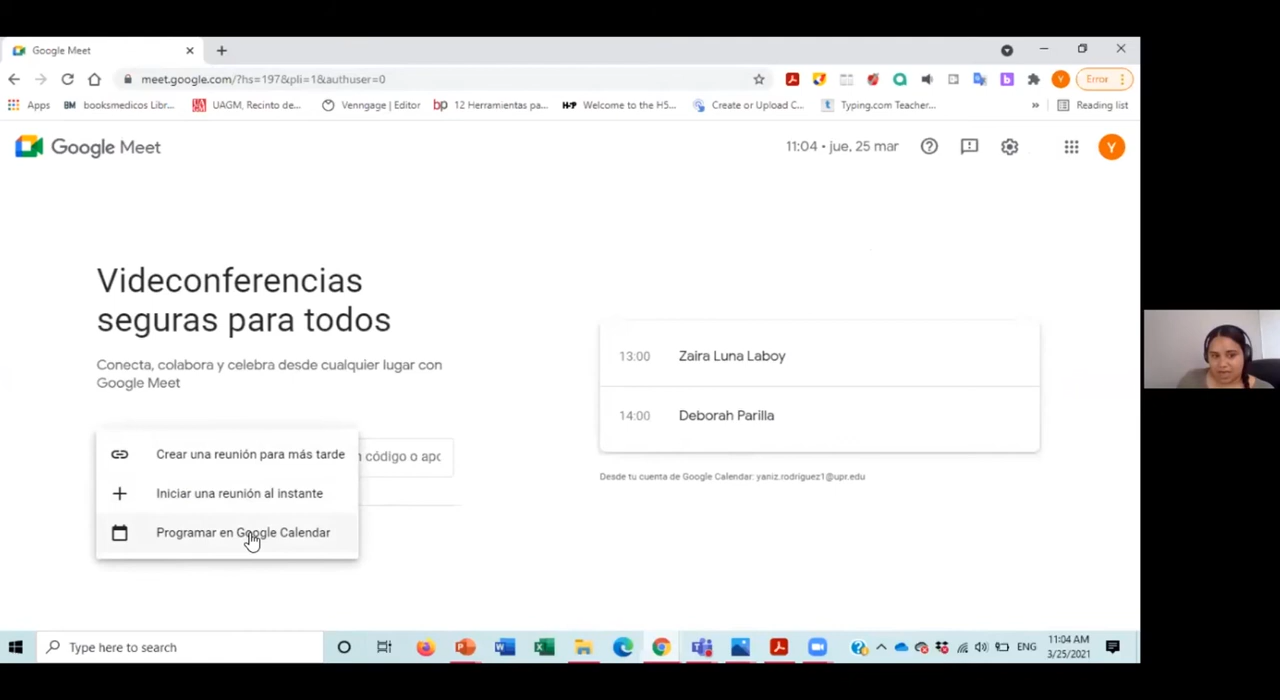 Google Meet
meet.google.com/?hs=197&pli=1&authuser=0
Error
Apps
booksmedicos Libr...
UAGM, Recinto de...
Venngage | Editor
12 Herramientas pa...
Welcome to the H5...
Create or Upload C...
Typing.com Teacher...
Reading list
Google Meet
11:04 • jue, 25 mar
Y
Videconferencias
seguras para todos
Conecta, colabora y celebra desde cualquier lugar con
Google Meet
Crear una reunión para más tarde
código o apo
Iniciar una reunión al instante
Programar en Google Calendar
13:00 Zaira Luna Laboy
14:00 Deborah Parilla
Desde tu cuenta de Google Calendar: yaniz.rodriguez1@upr.edu
Type here to search
ENG
11:04 AM
3/25/2021